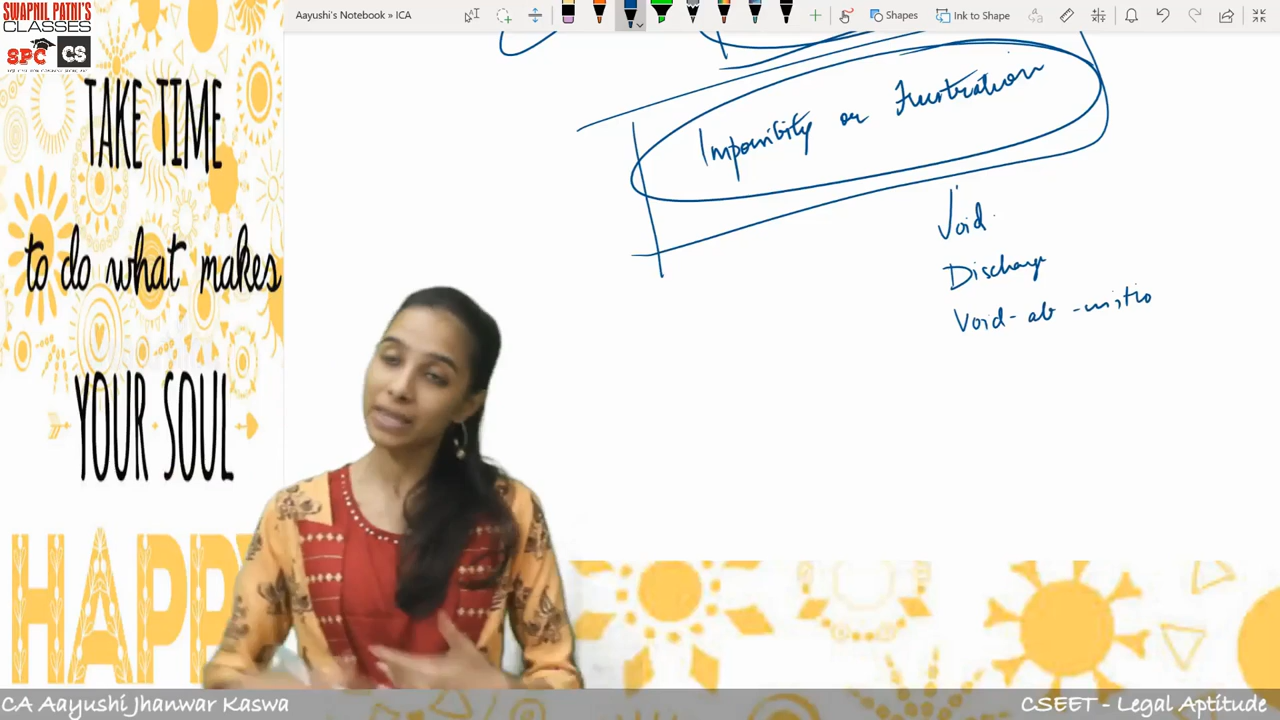 SWAPNIL PATNI'S
CLASSES
SPC CS
Aayushi's Notebook » ICA
Shapes
Ink to Shape
TAKE TIME
to do what makes
YOUR SOUL
HAPPY
Impossibility or Frustration
Void
Discharge
Void-ab-initio
CA Aayushi Jhanwar Kaswa
CSEET - Legal Aptitude